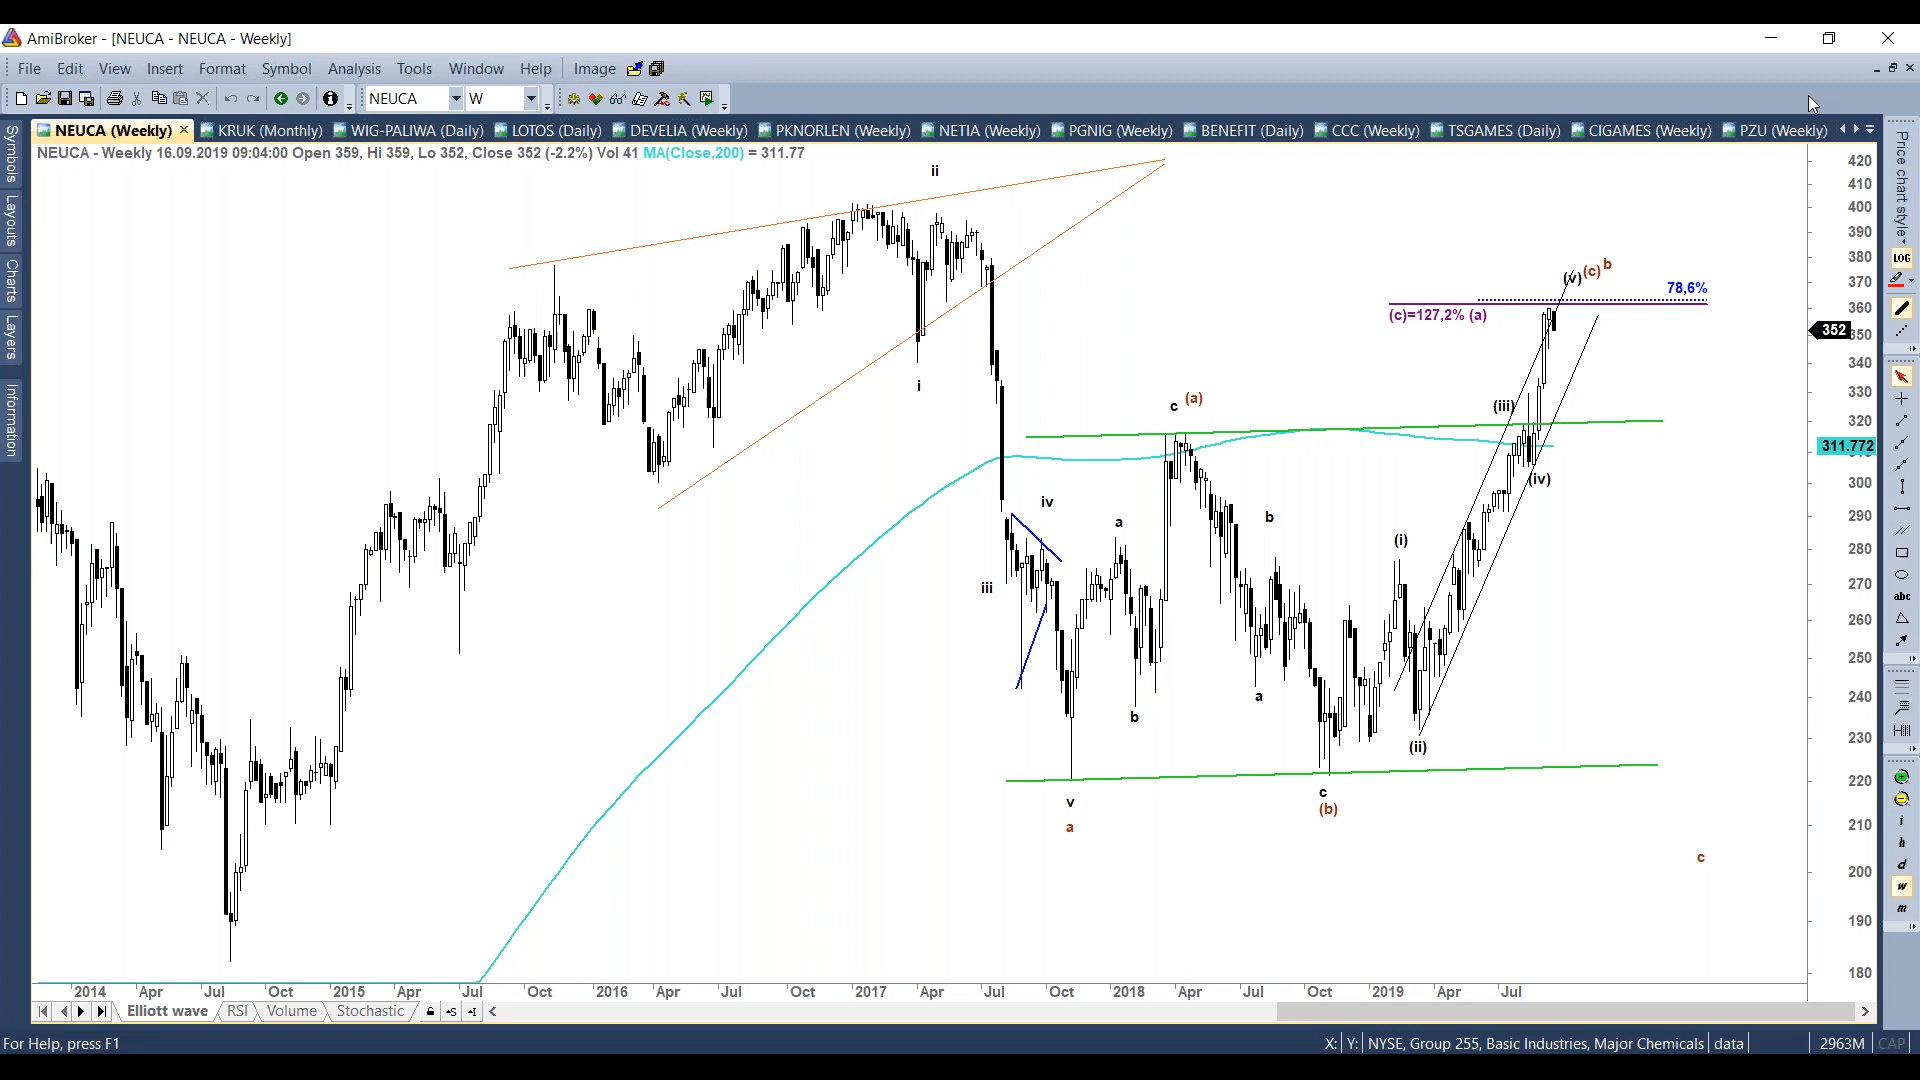 AmiBroker - [NEUCA - NEUCA - Weekly]
File Edit View Insert Format Symbol Analysis Tools Window Help Image
NEUCA W
NEUCA (Weekly) KRUK (Monthly) WIG-PALIWA (Daily) LOTOS (Daily) DEVELIA (Weekly) PKNORLEN (Weekly) NETIA (Weekly) PGNIG (Weekly) BENEFIT (Daily) CCC (Weekly) TSGAMES (Daily) CIGAMES (Weekly) PZU (Weekly)
NEUCA - Weekly 16.09.2019 09:04:00 Open 359, Hi 359, Lo 352, Close 352 (-2.2%) Vol 41 MA(Close,200) = 311.77
Symbols
Layouts
Charts
Layers
Information
Price chart style
LOG
abc
i
h
d
w
m
ii
i
iii
iv
v
a
a
b
c (a)
a
b
c
(b)
(i)
(ii)
(iii)
(iv)
(v) (c) b
78,6%
(c)=127,2% (a)
c
420
410
400
390
380
370
360
352
350
340
330
320
311.772
300
290
280
270
260
250
240
230
220
210
200
190
180
2014 Apr Jul Oct 2015 Apr Jul Oct 2016 Apr Jul Oct 2017 Apr Jul Oct 2018 Apr Jul Oct 2019 Apr Jul
Elliott wave RSI Volume Stochastic
For Help, press F1
X: Y: NYSE, Group 255, Basic Industries, Major Chemicals data 2963M CAP